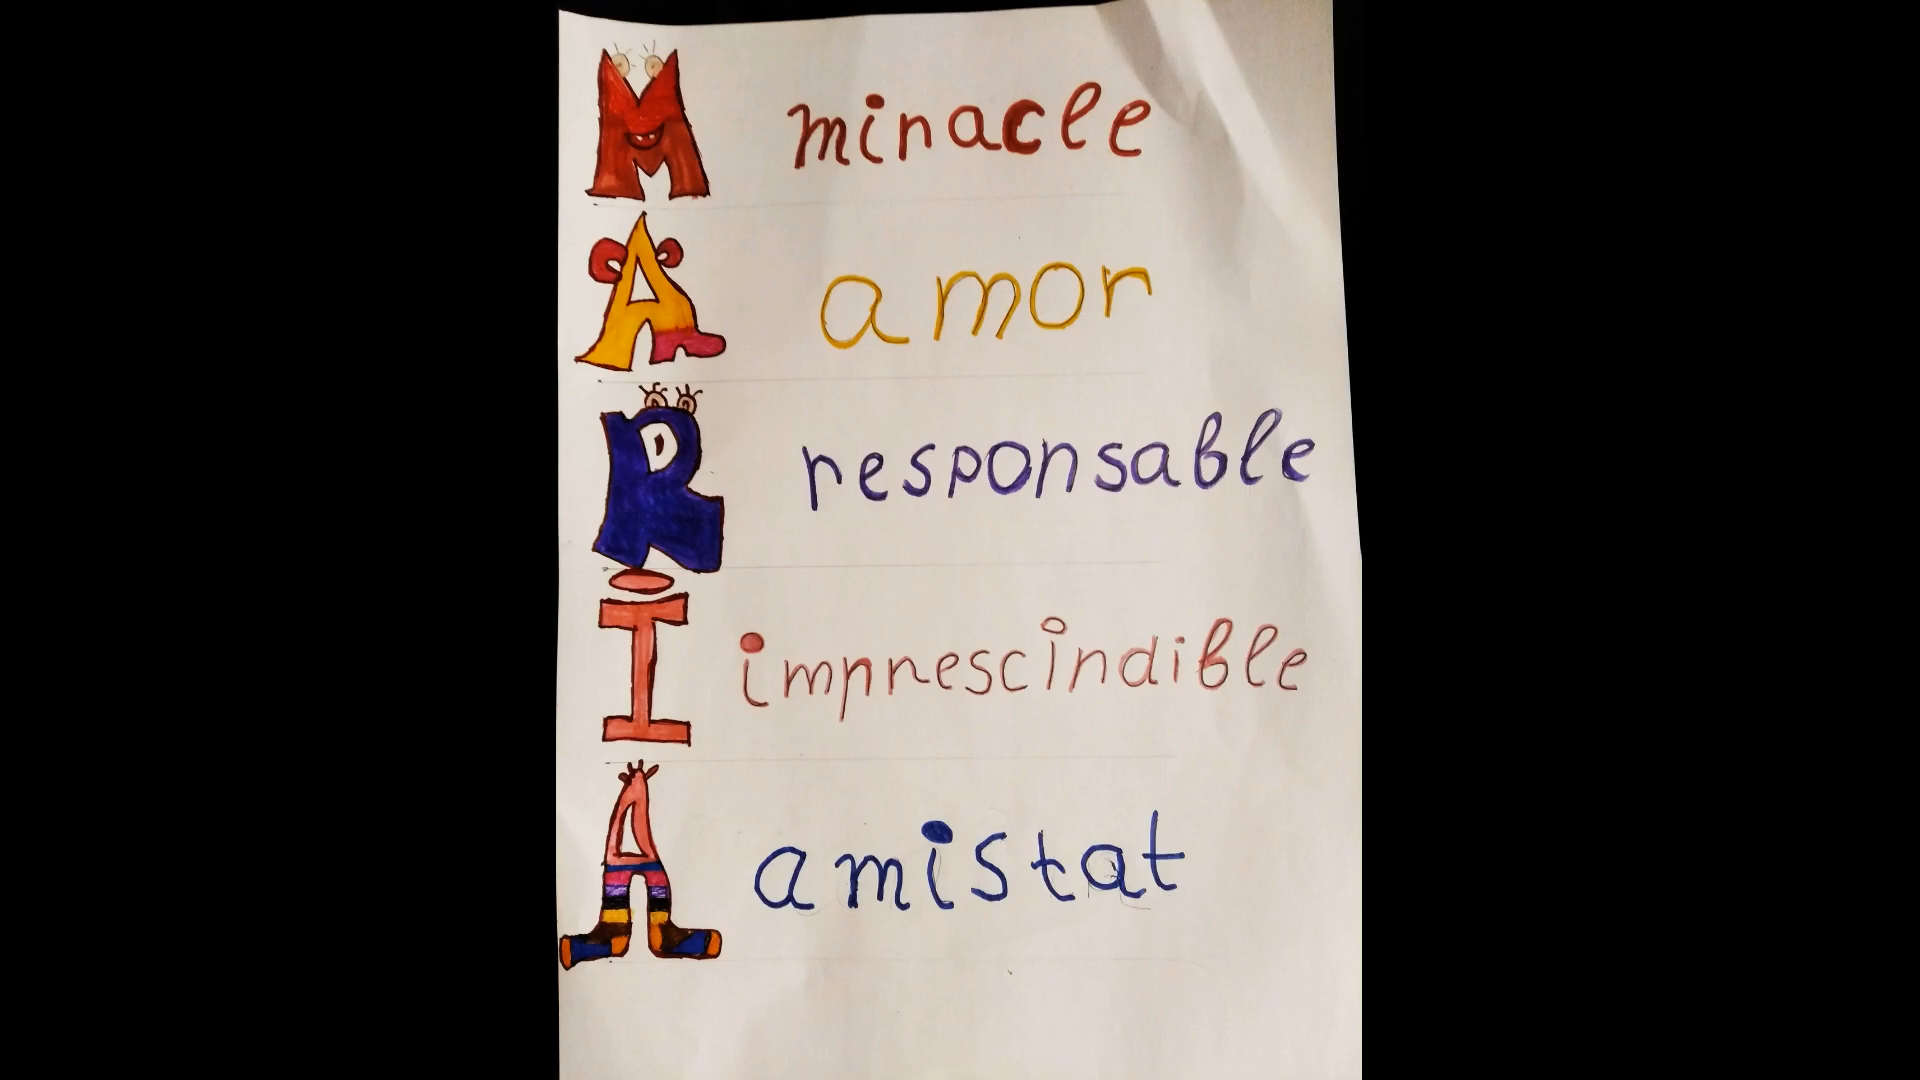 M miracle
A amor
R responsable
I imprescindible
A amistat